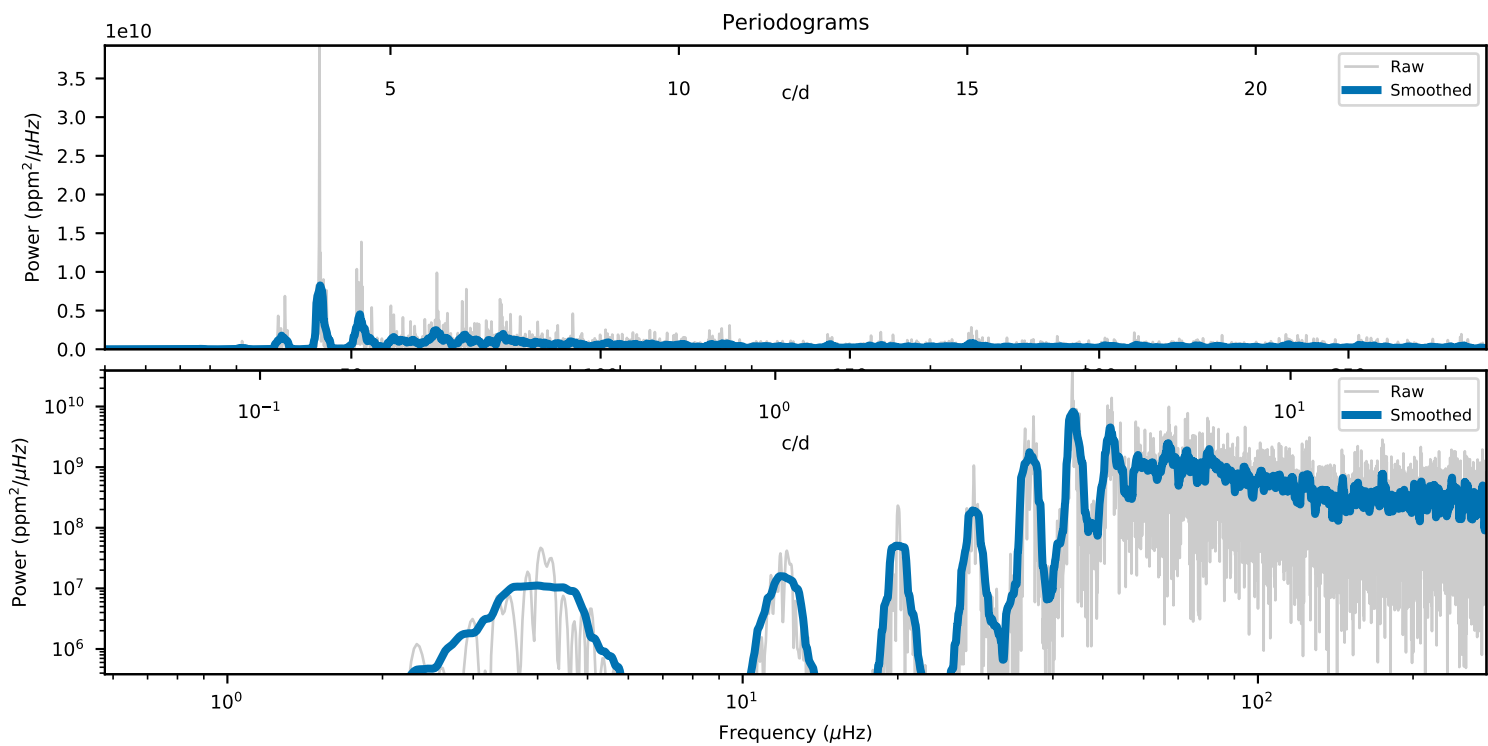 Periodograms
1e10
Power (ppm²/μHz)
3.5
3.0
2.5
2.0
1.5
1.0
0.5
0.0
5
10
15
20
c/d
Raw
Smoothed
Power (ppm²/μHz)
10¹⁰
10⁹
10⁸
10⁷
10⁶
10⁻¹
10⁰
10¹
c/d
Raw
Smoothed
10⁰
10¹
10²
Frequency (μHz)